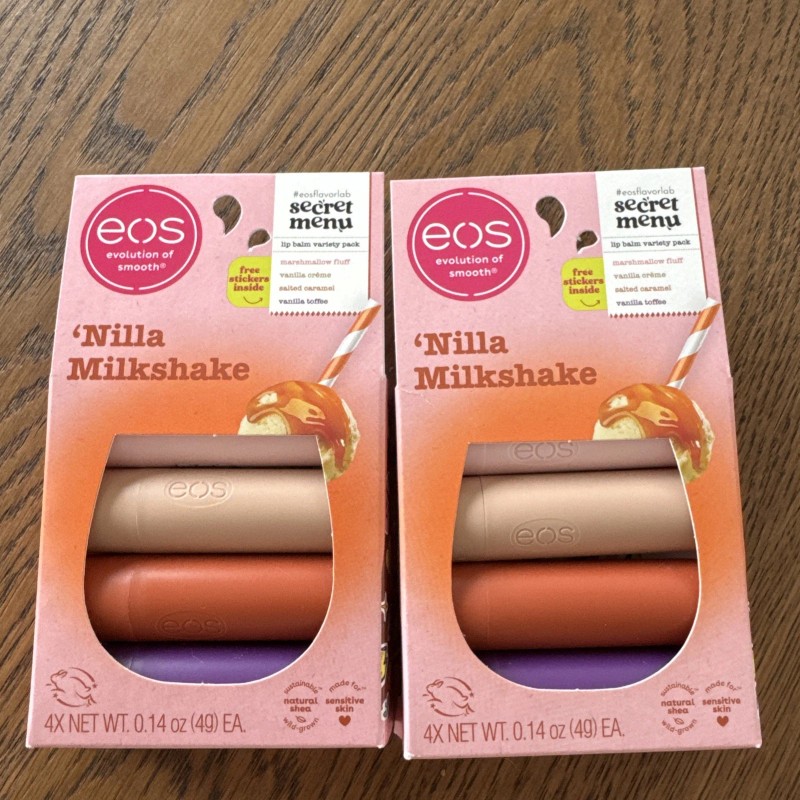 eos
evolution of
smooth®
#eosflavorlab
secret
menu
lip balm variety pack
marshmallow fluff
vanilla créme
salted caramel
vanilla toffee
free
stickers
inside
‘Nilla
Milkshake
eos
eos
sustainable
natural
shea
wild-grown
made for
sensitive
skin
4X NET WT. 0.14 oz (4g) EA.
eos
evolution of
smooth®
#eosflavorlab
secret
menu
lip balm variety pack
marshmallow fluff
vanilla créme
salted caramel
vanilla toffee
free
stickers
inside
‘Nilla
Milkshake
eos
eos
sustainable
natural
shea
wild-grown
made for
sensitive
skin
4X NET WT. 0.14 oz (4g) EA.